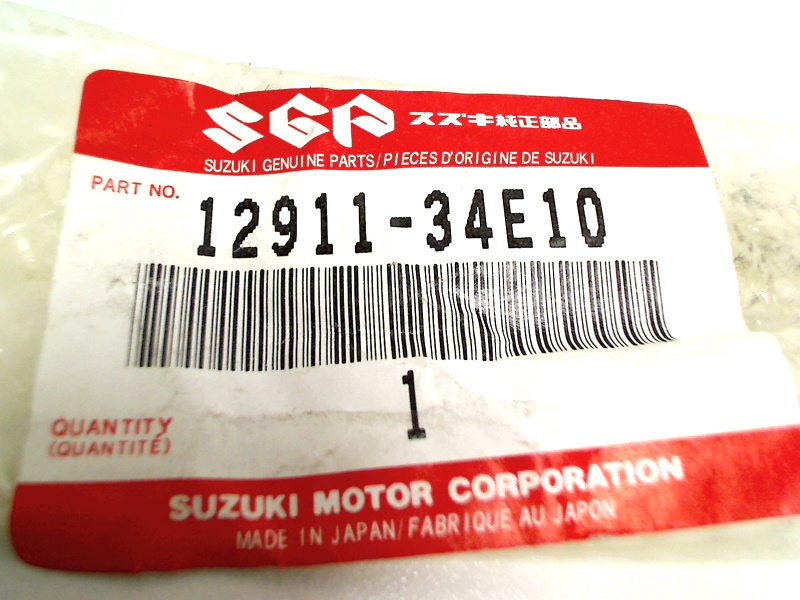 SGP スズキ純正部品
SUZUKI GENUINE PARTS/PIECES D'ORIGINE DE SUZUKI
PART NO.
12911-34E10
1
QUANTITY
(QUANTITÉ)
SUZUKI MOTOR CORPORATION
MADE IN JAPAN/FABRIQUE AU JAPON